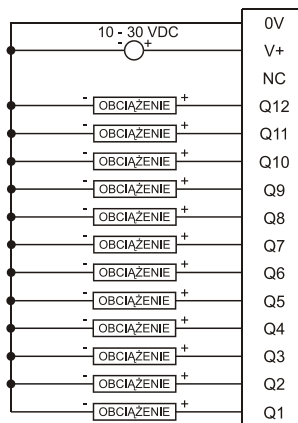 0V
10 - 30 VDC
- + V+
NC
- OBCIĄŻENIE + Q12
- OBCIĄŻENIE + Q11
- OBCIĄŻENIE + Q10
- OBCIĄŻENIE + Q9
- OBCIĄŻENIE + Q8
- OBCIĄŻENIE + Q7
- OBCIĄŻENIE + Q6
- OBCIĄŻENIE + Q5
- OBCIĄŻENIE + Q4
- OBCIĄŻENIE + Q3
- OBCIĄŻENIE + Q2
- OBCIĄŻENIE + Q1